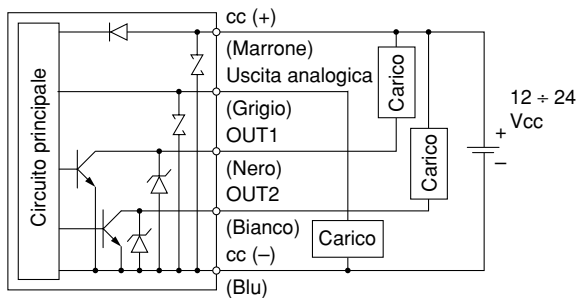 cc (+)
(Marrone)
Uscita analogica
(Grigio)
OUT1
(Nero)
OUT2
(Bianco)
cc (–)
(Blu)
Circuito principale
Carico
Carico
Carico
12 ÷ 24
Vcc
+
–